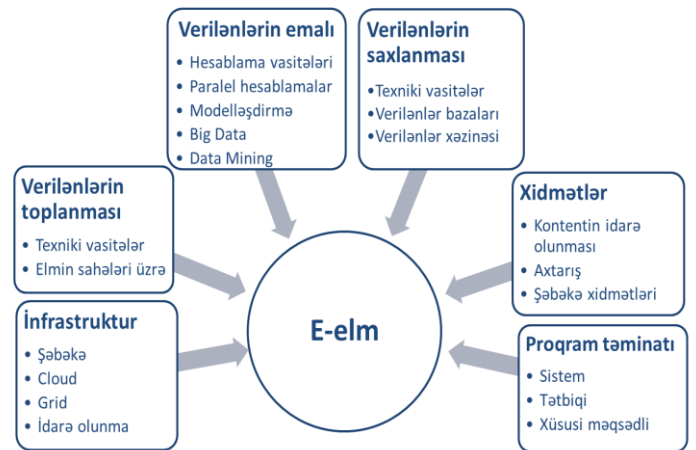 Verilənlərin emalı
• Hesablama vasitələri
• Paralel hesablamalar
• Modelləşdirmə
• Big Data
• Data Mining
Verilənlərin
saxlanması
•Texniki vasitələr
•Verilənlər bazaları
•Verilənlər xəzinəsi
Verilənlərin
toplanması
• Texniki vasitələr
• Elmin sahələri üzrə
Xidmətlər
• Kontentin idarə
olunması
• Axtarış
• Şəbəkə xidmətləri
İnfrastruktur
• Şəbəkə
• Cloud
• Grid
• İdarə olunma
E-elm
Proqram təminatı
• Sistem
• Tətbiqi
• Xüsusi məqsədli